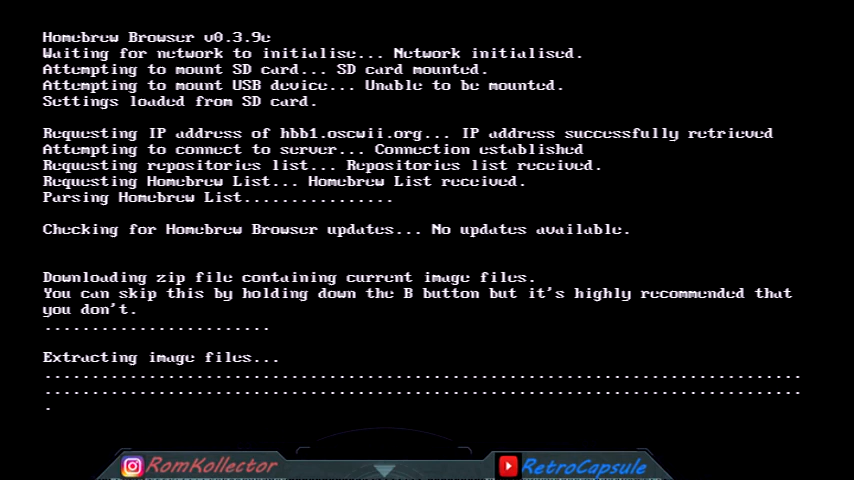 Homebrew Browser v0.3.9e
Waiting for network to initialise... Network initialised.
Attempting to mount SD card... SD card mounted.
Attempting to mount USB device... Unable to be mounted.
Settings loaded from SD card.
Requesting IP address of hbb1.oscwii.org... IP address successfully retrieved
Attempting to connect to server... Connection established
Requesting repositories list... Repositories list received.
Requesting Homebrew List... Homebrew List received.
Parsing Homebrew List................
Checking for Homebrew Browser updates... No updates available.
Downloading zip file containing current image files.
You can skip this by holding down the B button but it's highly recommended that
you don't.
........................
Extracting image files...
................................................................................
................................................................................
.
RomKollector
RetroCapsule